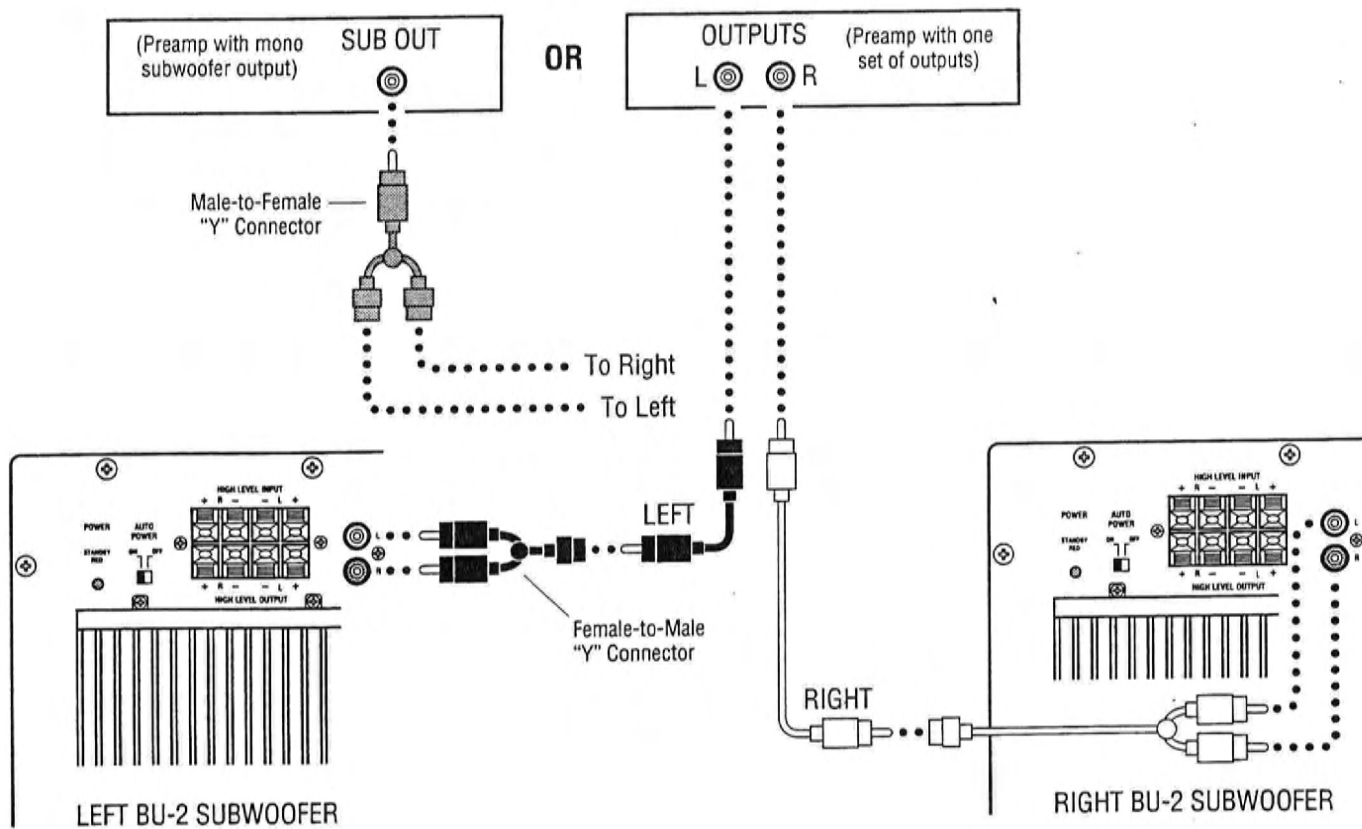 (Preamp with mono
subwoofer output)
SUB OUT
OR
OUTPUTS
L
R
(Preamp with one
set of outputs)
Male-to-Female
"Y" Connector
To Right
To Left
HIGH LEVEL INPUT
+ R − − L +
POWER
AUTO
POWER
ON OFF
STANDBY
RED
L
R
+ R − − L +
HIGH LEVEL OUTPUT
LEFT
Female-to-Male
"Y" Connector
LEFT BU-2 SUBWOOFER
HIGH LEVEL INPUT
+ R − − L +
POWER
AUTO
POWER
ON OFF
STANDBY
RED
L
R
+ R − − L +
HIGH LEVEL OUTPUT
RIGHT
RIGHT BU-2 SUBWOOFER